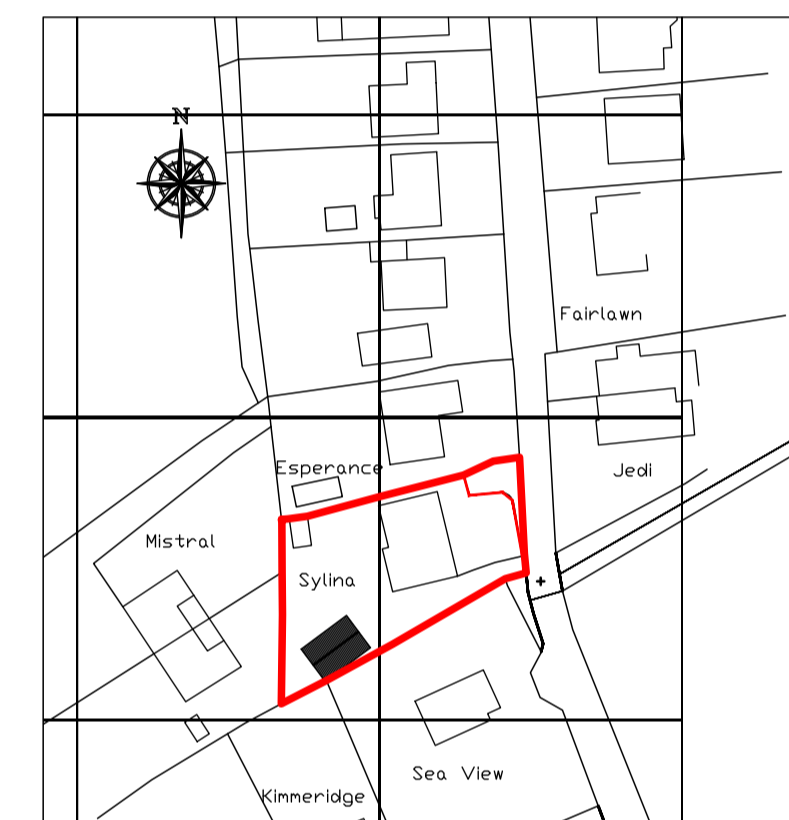 N
Fairlawn
Esperance
Jedi
Mistral
Sylina
Sea View
Kimmeridge